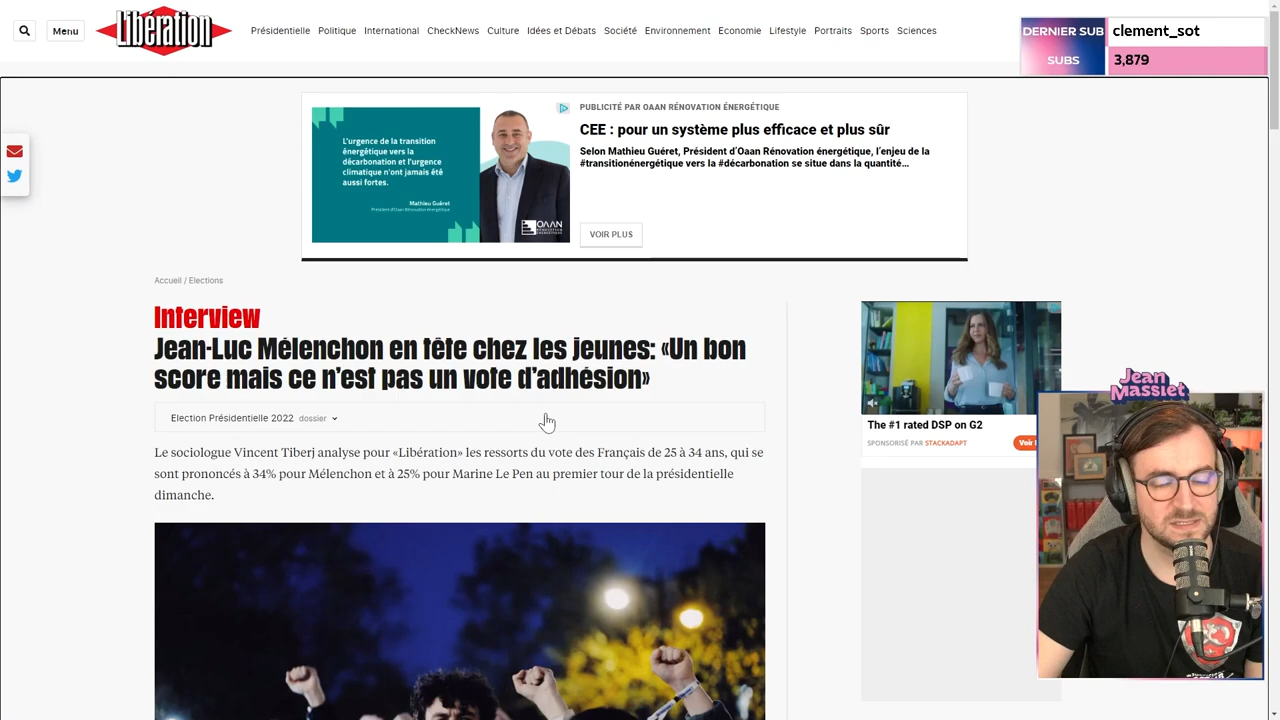 Menu
Libération
Présidentielle Politique International CheckNews Culture Idées et Débats Société Environnement Economie Lifestyle Portraits Sports Sciences
DERNIER SUB clement_sot
SUBS 3,879
L'urgence de la transition
énergétique vers la
décarbonation et l'urgence
climatique n'ont jamais été
aussi fortes.
Mathieu Guéret
Président d'Oaan Rénovation énergétique
OAAN
PUBLICITÉ PAR OAAN RÉNOVATION ÉNERGÉTIQUE
CEE : pour un système plus efficace et plus sûr
Selon Mathieu Guéret, Président d'Oaan Rénovation énergétique, l'enjeu de la
#transitionénergétique vers la #décarbonation se situe dans la quantité...
VOIR PLUS
Accueil / Elections
Interview
Jean-Luc Mélenchon en tête chez les jeunes: «Un bon
score mais ce n'est pas un vote d'adhésion»
Election Présidentielle 2022 dossier
Le sociologue Vincent Tiberj analyse pour «Libération» les ressorts du vote des Français de 25 à 34 ans, qui se
sont prononcés à 34% pour Mélenchon et à 25% pour Marine Le Pen au premier tour de la présidentielle
dimanche.
The #1 rated DSP on G2
SPONSORISÉ PAR STACKADAPT
Voir
Jean
Massiet